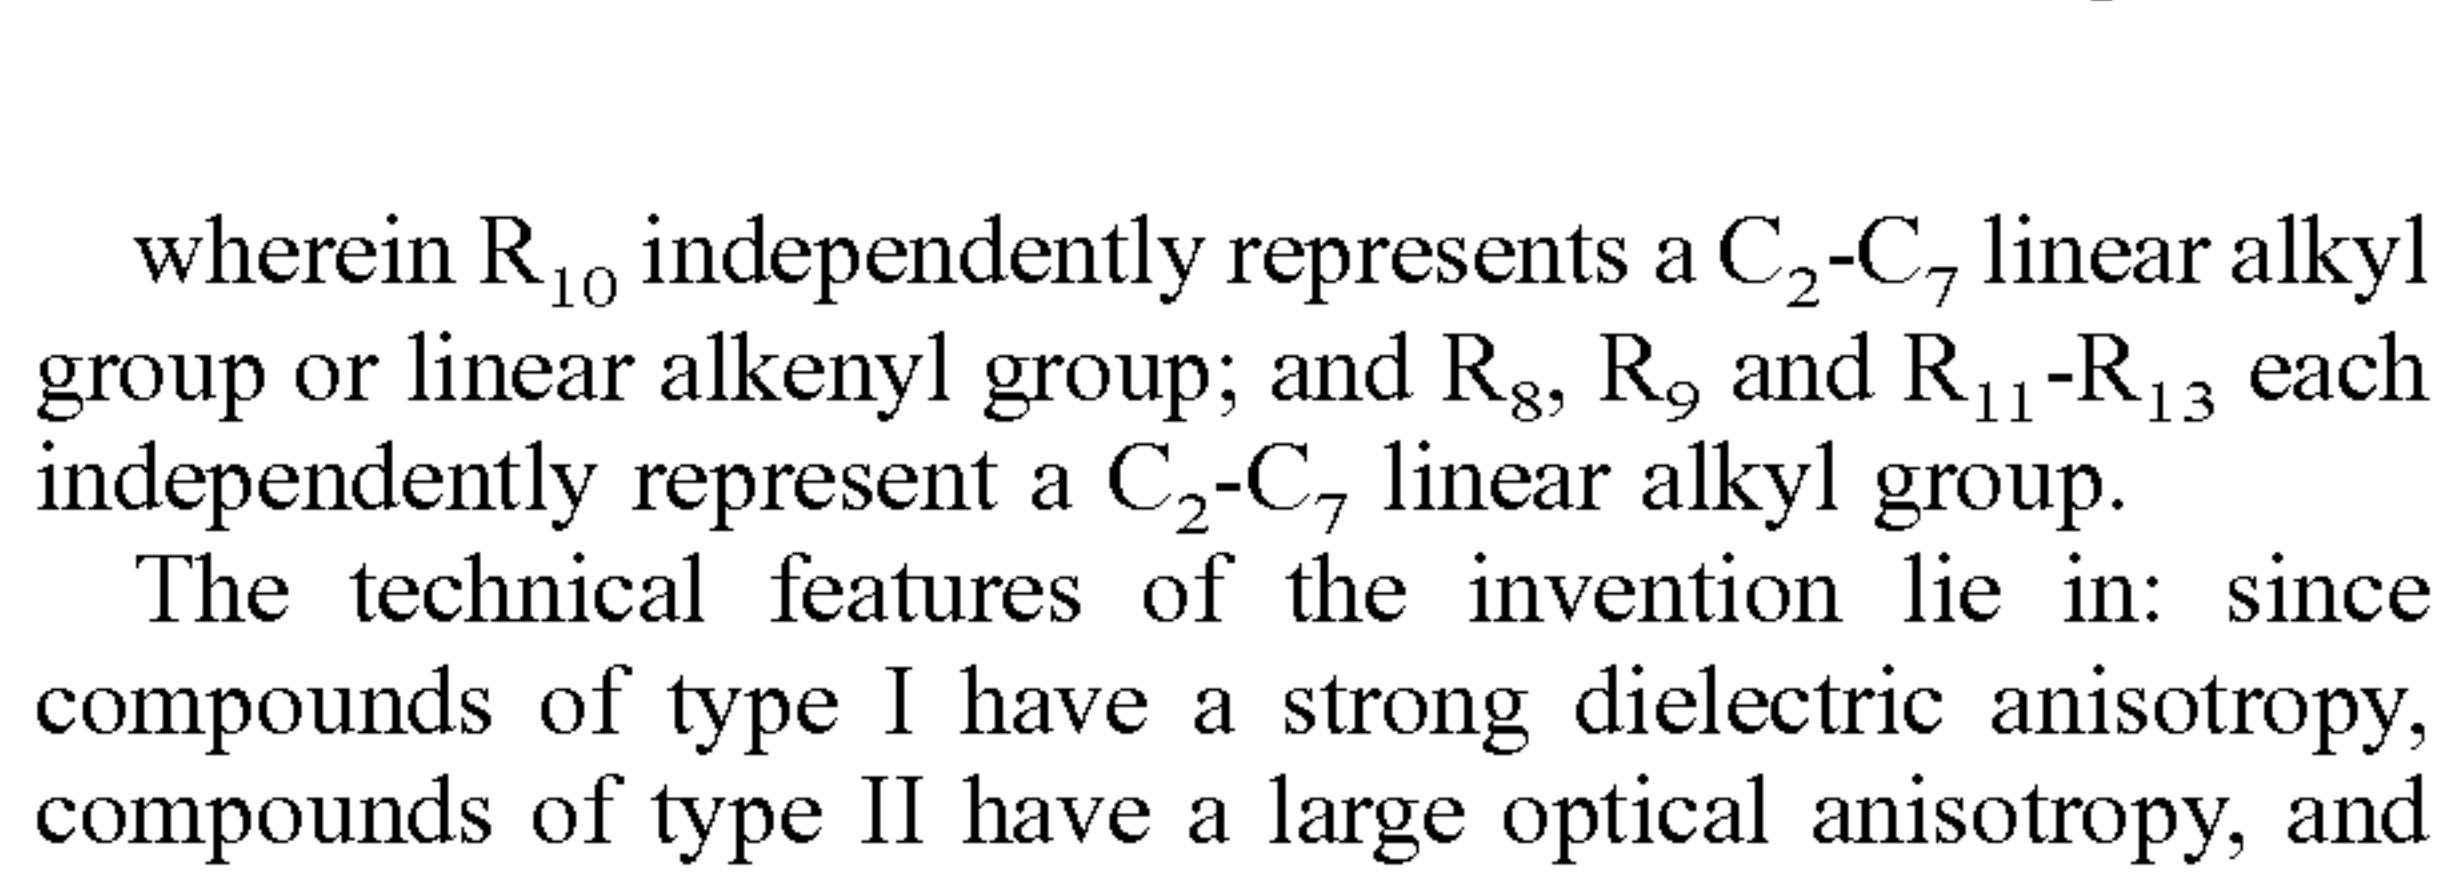 wherein R₁₀ independently represents a C₂-C₇ linear alkyl
group or linear alkenyl group; and R₈, R₉ and R₁₁-R₁₃ each
independently represent a C₂-C₇ linear alkyl group.
The technical features of the invention lie in: since
compounds of type I have a strong dielectric anisotropy,
compounds of type II have a large optical anisotropy, and